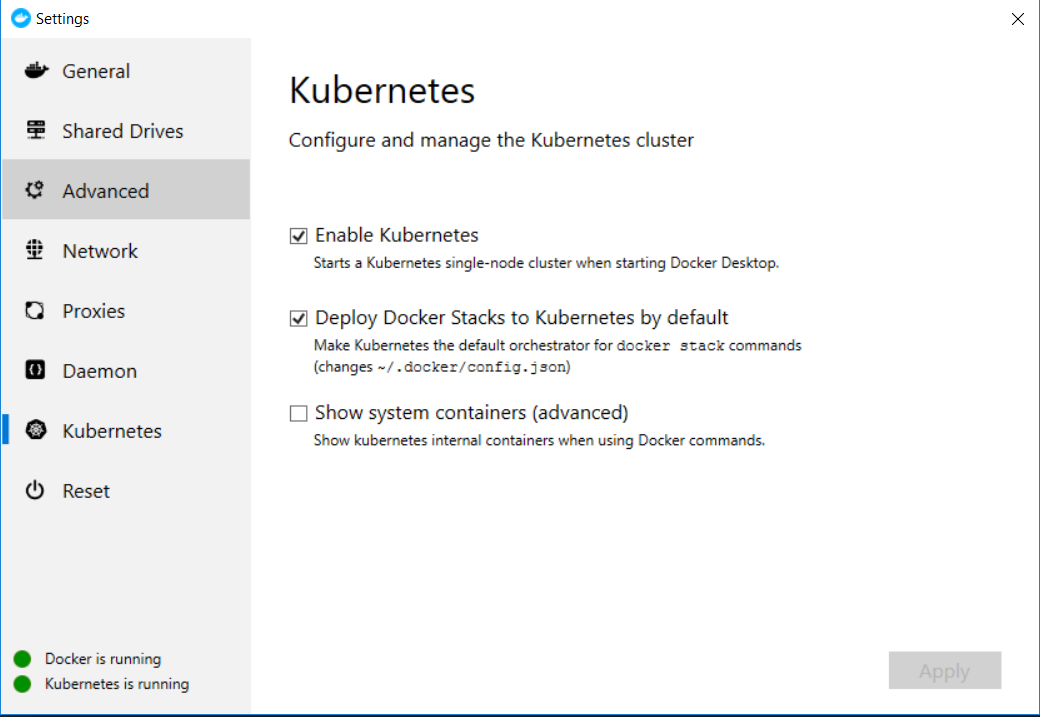 Settings
General
Shared Drives
Advanced
Network
Proxies
Daemon
Kubernetes
Reset
Docker is running
Kubernetes is running
Kubernetes
Configure and manage the Kubernetes cluster
Enable Kubernetes
Starts a Kubernetes single-node cluster when starting Docker Desktop.
Deploy Docker Stacks to Kubernetes by default
Make Kubernetes the default orchestrator for docker stack commands
(changes ~/.docker/config.json)
Show system containers (advanced)
Show kubernetes internal containers when using Docker commands.
Apply